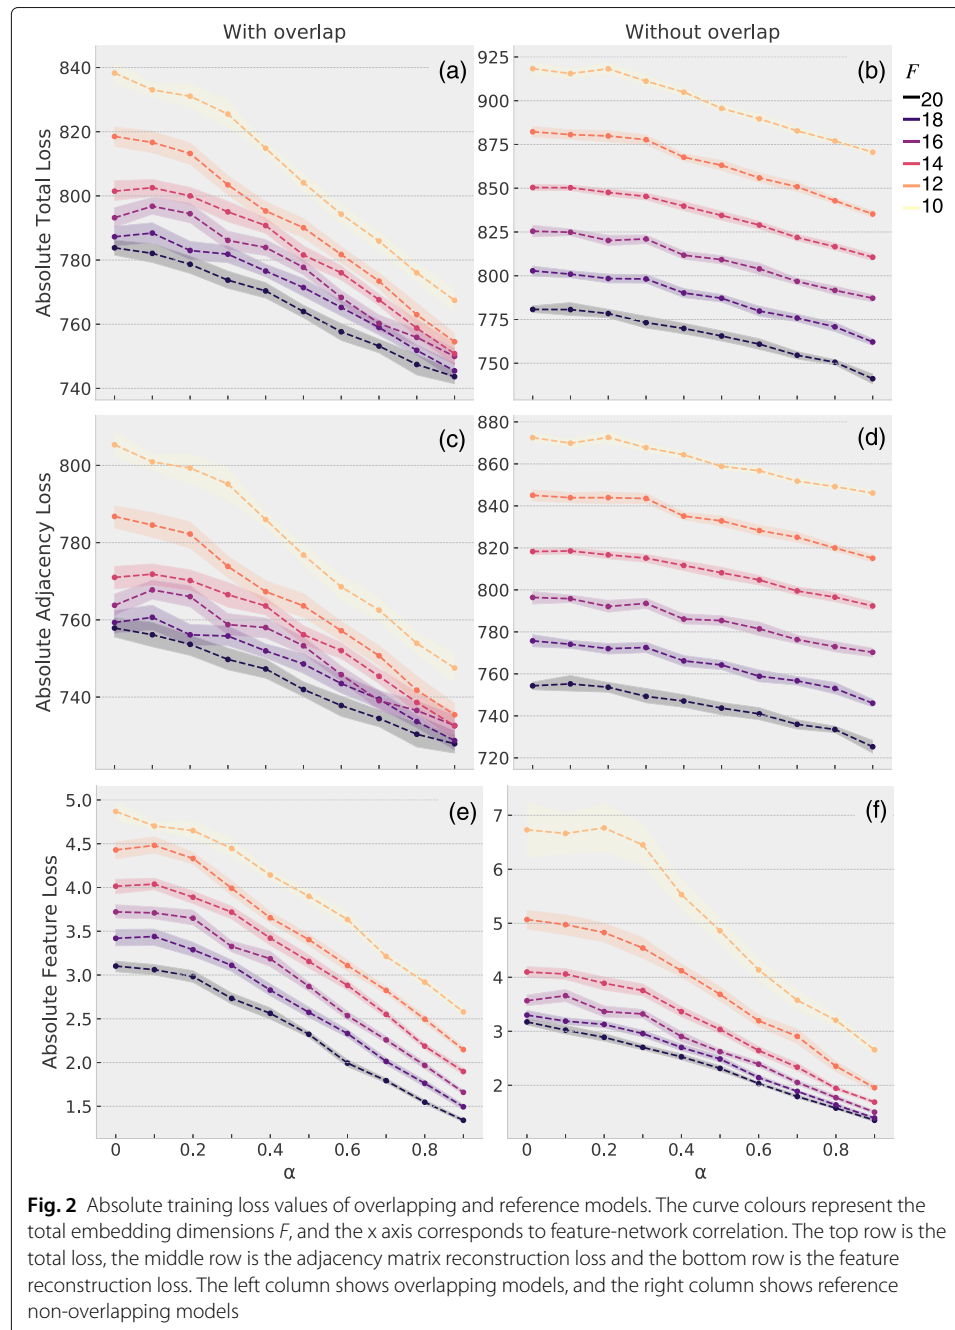 With overlap
Without overlap
(a)
840
820
800
780
760
740
Absolute Total Loss
(b)
925
900
875
850
825
800
775
750
F
20
18
16
14
12
10
(c)
800
780
760
740
Absolute Adjacency Loss
(d)
880
860
840
820
800
780
760
740
720
(e)
5.0
4.5
4.0
3.5
3.0
2.5
2.0
1.5
Absolute Feature Loss
0 0.2 0.4 0.6 0.8
α
(f)
7
6
5
4
3
2
0 0.2 0.4 0.6 0.8
α
Fig. 2 Absolute training loss values of overlapping and reference models. The curve colours represent the
total embedding dimensions F, and the x axis corresponds to feature-network correlation. The top row is the
total loss, the middle row is the adjacency matrix reconstruction loss and the bottom row is the feature
reconstruction loss. The left column shows overlapping models, and the right column shows reference
non-overlapping models